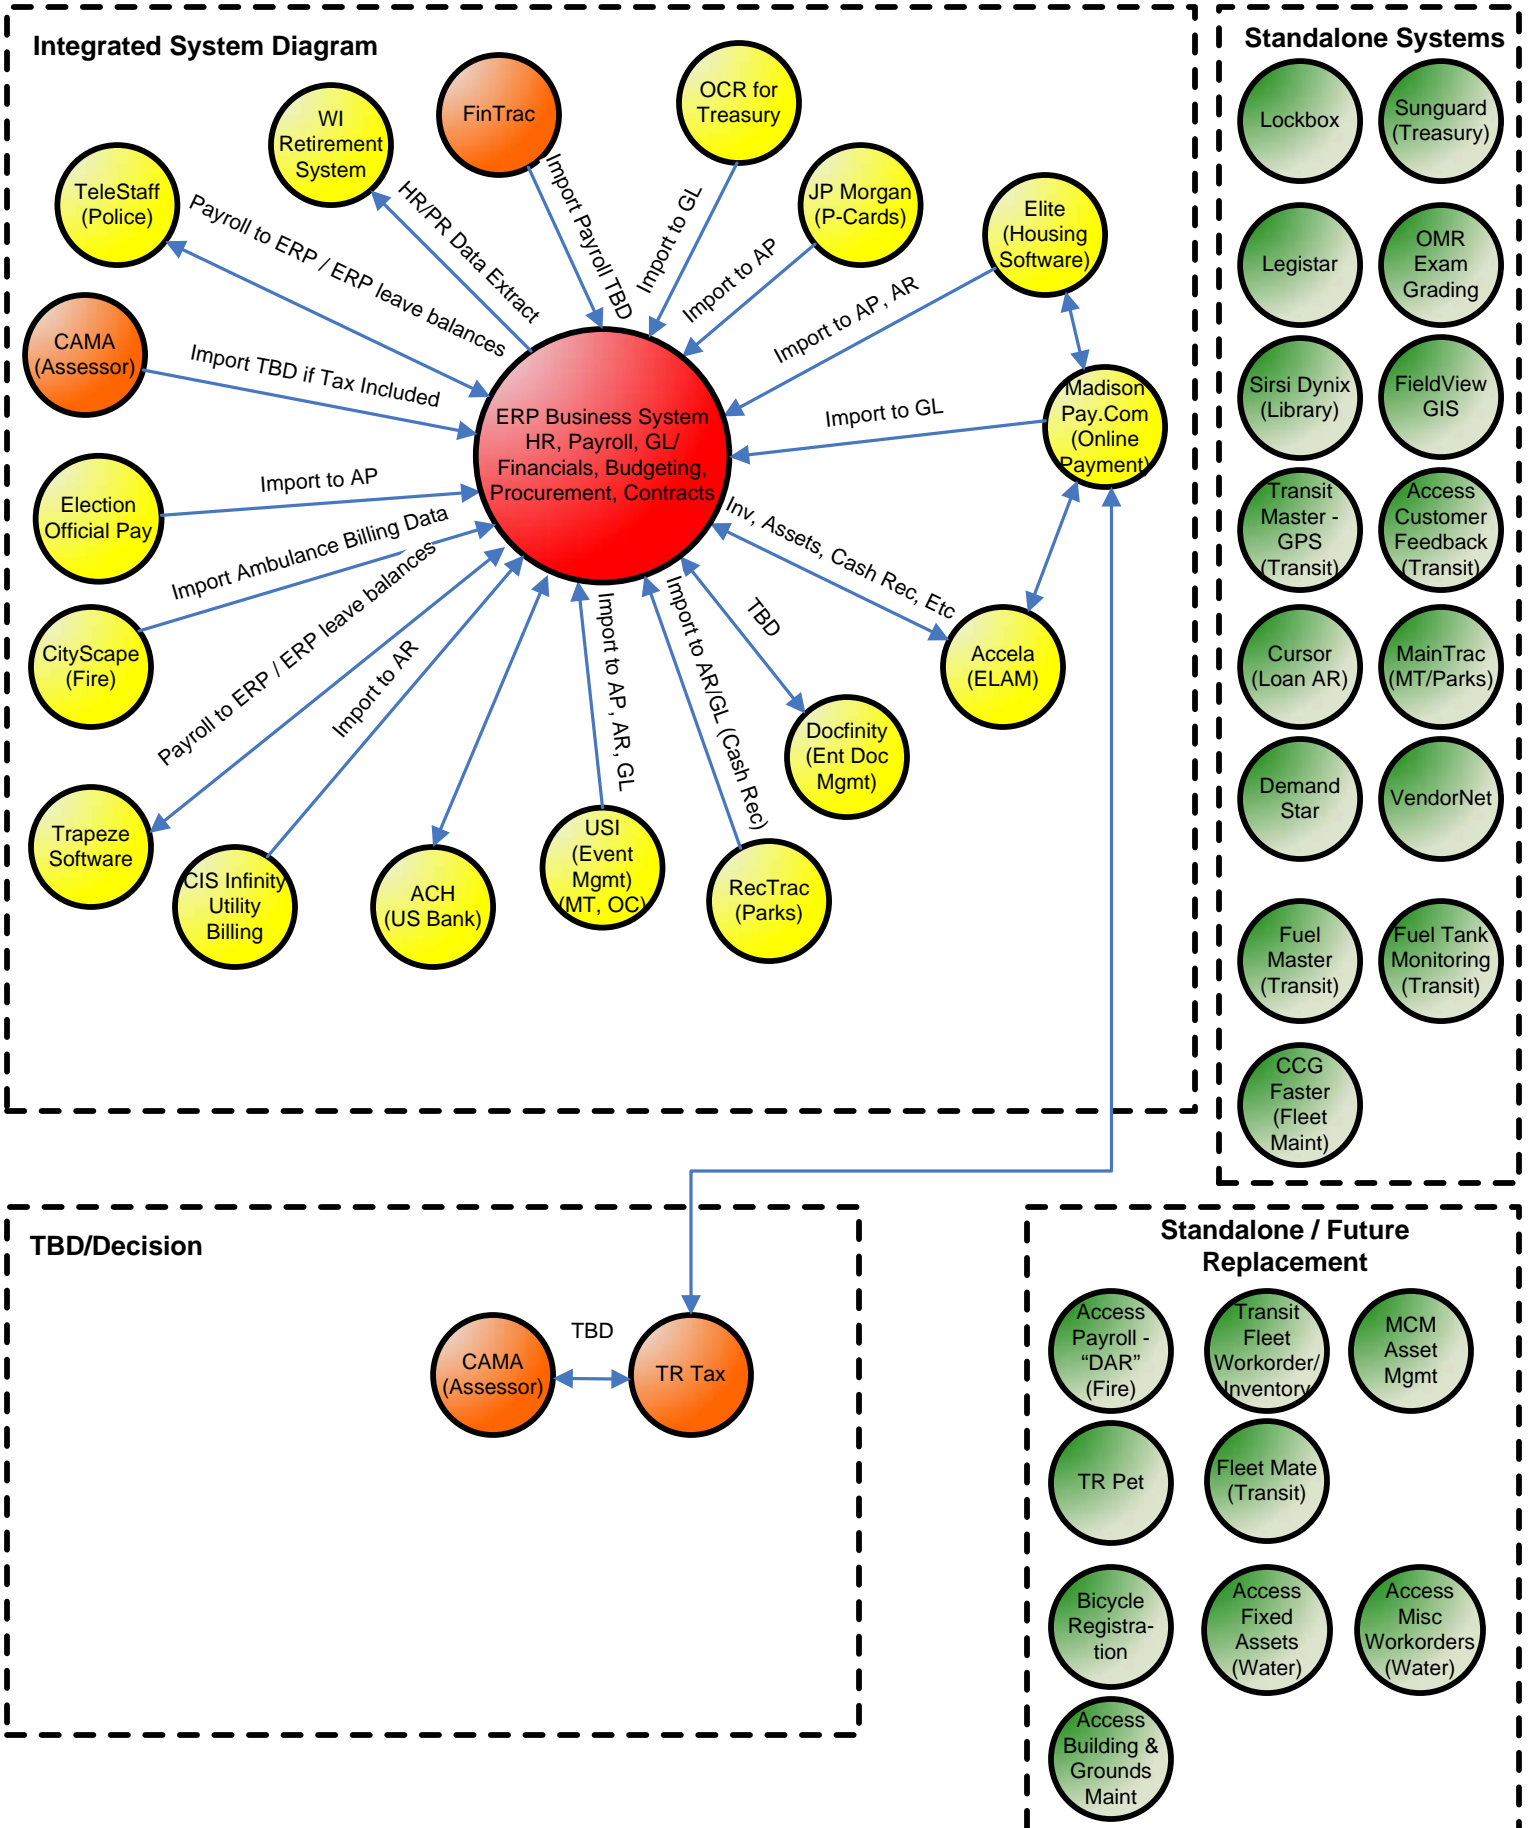 Integrated System Diagram
FinTrac
OCR for
Treasury
WI
Retirement
System
TeleStaff
(Police)
JP Morgan
(P-Cards)
Elite
(Housing
Software)
Payroll to ERP / ERP leave balances
HR/PR Data Extract
Import Payroll TBD
Import to GL
Import to AP
Import to AP, AR
CAMA
(Assessor)
Import TBD if Tax Included
ERP Business System
HR, Payroll, GL/
Financials, Budgeting,
Procurement, Contracts
Import to GL
Madison
Pay.Com
(Online
Payment)
Election
Official Pay
Import to AP
Import Ambulance Billing Data
Inv, Assets, Cash Rec, Etc
CityScape
(Fire)
Payroll to ERP / ERP leave balances
Import to AR
Import to AP, AR, GL
Import to AR/GL (Cash Rec)
TBD
Accela
(ELAM)
Docfinity
(Ent Doc
Mgmt)
Trapeze
Software
CIS Infinity
Utility
Billing
ACH
(US Bank)
USI
(Event
Mgmt)
(MT, OC)
RecTrac
(Parks)
Standalone Systems
Lockbox
Sunguard
(Treasury)
Legistar
OMR
Exam
Grading
Sirsi Dynix
(Library)
FieldView
GIS
Transit
Master -
GPS
(Transit)
Access
Customer
Feedback
(Transit)
Cursor
(Loan AR)
MainTrac
(MT/Parks)
Demand
Star
VendorNet
Fuel
Master
(Transit)
Fuel Tank
Monitoring
(Transit)
CCG
Faster
(Fleet
Maint)
TBD/Decision
CAMA
(Assessor)
TBD
TR Tax
Standalone / Future
Replacement
Access
Payroll -
“DAR”
(Fire)
Transit
Fleet
Workorder/
Inventory
MCM
Asset
Mgmt
TR Pet
Fleet Mate
(Transit)
Bicycle
Registra-
tion
Access
Fixed
Assets
(Water)
Access
Misc
Workorders
(Water)
Access
Building &
Grounds
Maint